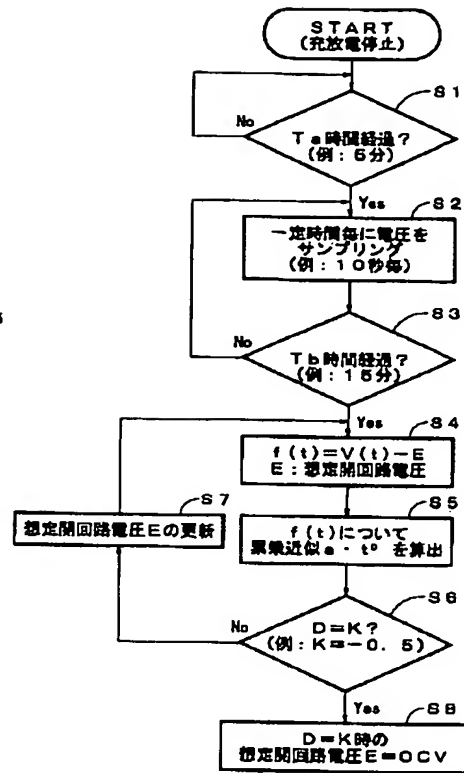 START
(充放電停止)
S1
No
Ta時間経過?
(例:5分)
Yes
S2
一定時間毎に電圧を
サンプリング
(例:10秒毎)
S3
No
Tb時間経過?
(例:15分)
Yes
S4
f(t)=V(t)-E
E:想定開回路電圧
S7
想定開回路電圧Eの更新
S5
f(t)について
累乗近似a・t^D を算出
S6
No
D=K?
(例:K=-0.5)
Yes
S8
D=K時の
想定開回路電圧E=OCV